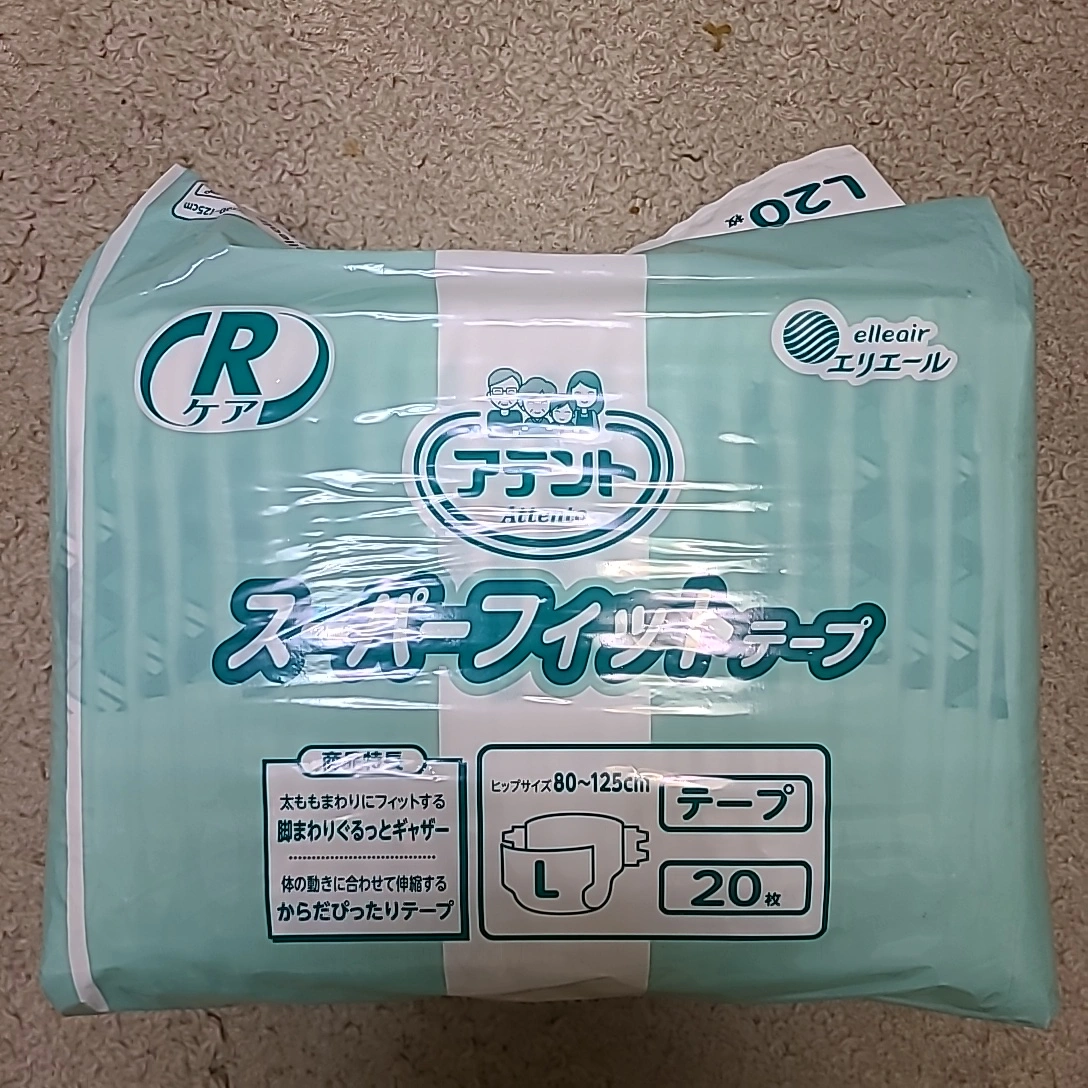 80~125cm
L20枚
R
ケア
elleair
エリエール
アテント
Attento
スーパーフィットテープ
商品特長
太ももまわりにフィットする
脚まわりぐるっとギャザー
体の動きに合わせて伸縮する
からだぴったりテープ
ヒップサイズ80~125cm
テープ
L
20枚